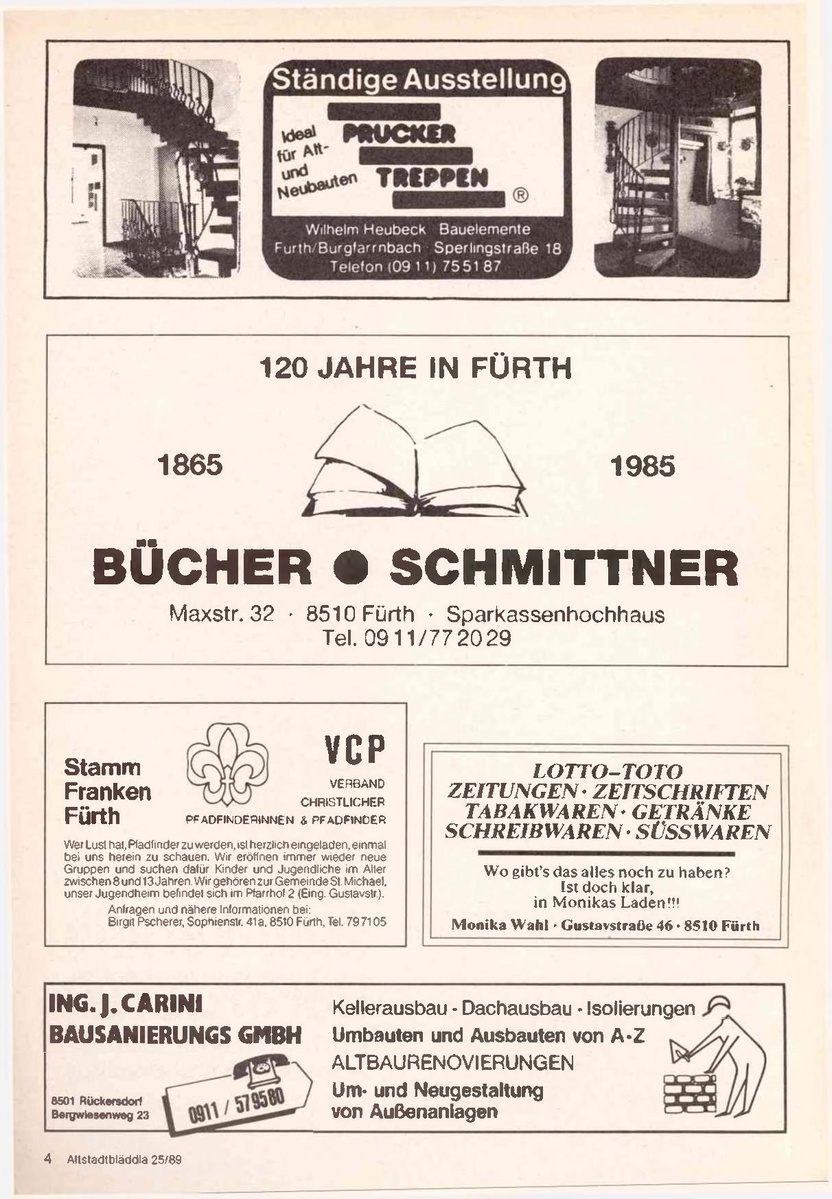 Ständige Ausstellung
Ideal
für Alt-
und
Neubauten
PRUCKER
TREPPEN
®
Wilhelm Heubeck · Bauelemente
Fürth/Burgfarrnbach · Sperlingstraße 18
Telefon (09 11) 75 51 87
120 JAHRE IN FÜRTH
1865
1985
BÜCHER ● SCHMITTNER
Maxstr. 32 · 8510 Fürth · Sparkassenhochhaus
Tel. 09 11/77 20 29
Stamm
Franken
Fürth
VCP
VERBAND
CHRISTLICHER
PFADFINDERINNEN & PFADFINDER
Wer Lust hat, Pfadfinder zu werden, ist herzlich eingeladen, einmal
bei uns herein zu schauen. Wir eröffnen immer wieder neue
Gruppen und suchen dafür Kinder und Jugendliche im Alter
zwischen 8 und 13 Jahren. Wir gehören zur Gemeinde St. Michael,
unser Jugendheim befindet sich im Pfarrhof 2 (Eing. Gustavstr.).
Anfragen und nähere Informationen bei:
Birgit Pscherer, Sophienstr. 41a, 8510 Fürth, Tel. 79 71 05
LOTTO–TOTO
ZEITUNGEN · ZEITSCHRIFTEN
TABAKWAREN · GETRÄNKE
SCHREIBWAREN · SÜSSWAREN
Wo gibt's das alles noch zu haben?
Ist doch klar,
in Monikas Laden!!!
Monika Wahl · Gustavstraße 46 · 8510 Fürth
ING. J. CARINI
BAUSANIERUNGS GMBH
8501 Rückersdorf
Bergwiesenweg 23
0911 / 579580
Kellerausbau - Dachausbau - Isolierungen
Umbauten und Ausbauten von A-Z
ALTBAURENOVIERUNGEN
Um- und Neugestaltung
von Außenanlagen
4 Altstadtbläddla 25/89